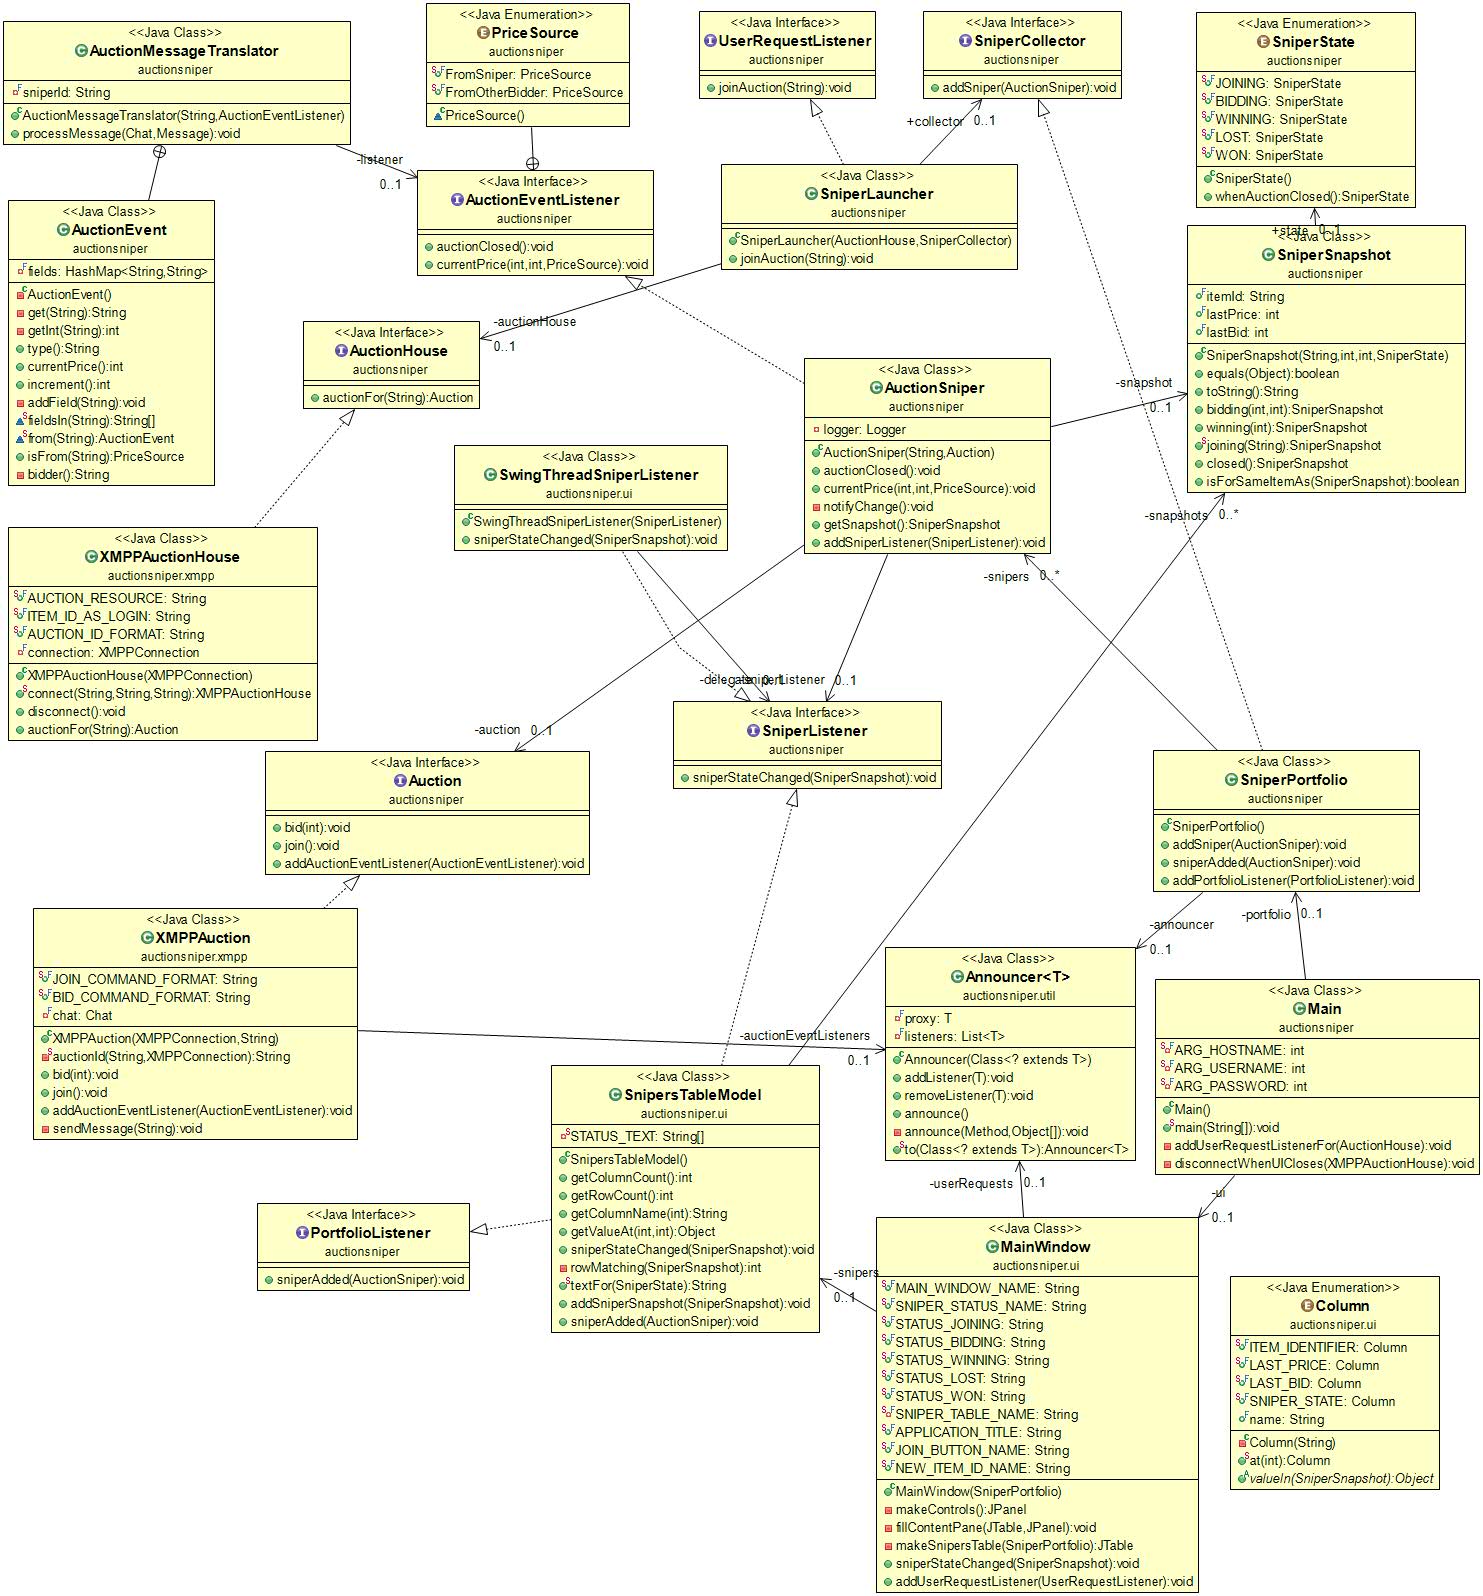 <<Java Class>>
AuctionMessageTranslator
auctionsniper
sniperId: String
AuctionMessageTranslator(String,AuctionEventListener)
processMessage(Chat,Message):void
<<Java Enumeration>>
PriceSource
auctionsniper
FromSniper: PriceSource
FromOtherBidder: PriceSource
PriceSource()
<<Java Interface>>
UserRequestListener
auctionsniper
joinAuction(String):void
<<Java Interface>>
SniperCollector
auctionsniper
addSniper(AuctionSniper):void
<<Java Enumeration>>
SniperState
auctionsniper
JOINING: SniperState
BIDDING: SniperState
WINNING: SniperState
LOST: SniperState
WON: SniperState
SniperState()
whenAuctionClosed():SniperState
-listener
0..1
+collector
0..1
+state
0..1
<<Java Class>>
AuctionEvent
auctionsniper
fields: HashMap<String,String>
AuctionEvent()
get(String):String
getInt(String):int
type():String
currentPrice():int
increment():int
addField(String):void
fieldsIn(String):String[]
from(String):AuctionEvent
isFrom(String):PriceSource
bidder():String
<<Java Interface>>
AuctionEventListener
auctionsniper
auctionClosed():void
currentPrice(int,int,PriceSource):void
<<Java Class>>
SniperLauncher
auctionsniper
SniperLauncher(AuctionHouse,SniperCollector)
joinAuction(String):void
<<Java Class>>
SniperSnapshot
auctionsniper
itemId: String
lastPrice: int
lastBid: int
SniperSnapshot(String,int,int,SniperState)
equals(Object):boolean
toString():String
bidding(int,int):SniperSnapshot
winning(int):SniperSnapshot
joining(String):SniperSnapshot
closed():SniperSnapshot
isForSameItemAs(SniperSnapshot):boolean
-auctionHouse
0..1
<<Java Interface>>
AuctionHouse
auctionsniper
auctionFor(String):Auction
<<Java Class>>
AuctionSniper
auctionsniper
logger: Logger
AuctionSniper(String,Auction)
auctionClosed():void
currentPrice(int,int,PriceSource):void
notifyChange():void
getSnapshot():SniperSnapshot
addSniperListener(SniperListener):void
-snapshot
0..1
<<Java Class>>
SwingThreadSniperListener
auctionsniper.ui
SwingThreadSniperListener(SniperListener)
sniperStateChanged(SniperSnapshot):void
-snapshots
0..*
-snipers
0..*
<<Java Class>>
XMPPAuctionHouse
auctionsniper.xmpp
AUCTION_RESOURCE: String
ITEM_ID_AS_LOGIN: String
AUCTION_ID_FORMAT: String
connection: XMPPConnection
XMPPAuctionHouse(XMPPConnection)
connect(String,String,String):XMPPAuctionHouse
disconnect():void
auctionFor(String):Auction
-delegate
0..1
-sniperListener
0..1
-auction
0..1
<<Java Interface>>
SniperListener
auctionsniper
sniperStateChanged(SniperSnapshot):void
<<Java Interface>>
Auction
auctionsniper
bid(int):void
join():void
addAuctionEventListener(AuctionEventListener):void
<<Java Class>>
SniperPortfolio
auctionsniper
SniperPortfolio()
addSniper(AuctionSniper):void
sniperAdded(AuctionSniper):void
addPortfolioListener(PortfolioListener):void
-announcer
0..1
-portfolio
0..1
<<Java Class>>
XMPPAuction
auctionsniper.xmpp
JOIN_COMMAND_FORMAT: String
BID_COMMAND_FORMAT: String
chat: Chat
XMPPAuction(XMPPConnection,String)
auctionId(String,XMPPConnection):String
bid(int):void
join():void
addAuctionEventListener(AuctionEventListener):void
sendMessage(String):void
-auctionEventListeners
0..1
<<Java Class>>
Announcer<T>
auctionsniper.util
proxy: T
listeners: List<T>
Announcer(Class<? extends T>)
addListener(T):void
removeListener(T):void
announce()
announce(Method,Object[]):void
to(Class<? extends T>):Announcer<T>
<<Java Class>>
Main
auctionsniper
ARG_HOSTNAME: int
ARG_USERNAME: int
ARG_PASSWORD: int
Main()
main(String[]):void
addUserRequestListenerFor(AuctionHouse):void
disconnectWhenUICloses(XMPPAuctionHouse):void
<<Java Class>>
SnipersTableModel
auctionsniper.ui
STATUS_TEXT: String[]
SnipersTableModel()
getColumnCount():int
getRowCount():int
getColumnName(int):String
getValueAt(int,int):Object
sniperStateChanged(SniperSnapshot):void
rowMatching(SniperSnapshot):int
textFor(SniperState):String
addSniperSnapshot(SniperSnapshot):void
sniperAdded(AuctionSniper):void
-userRequests
0..1
-ui
0..1
<<Java Interface>>
PortfolioListener
auctionsniper
sniperAdded(AuctionSniper):void
-snipers
0..1
<<Java Class>>
MainWindow
auctionsniper.ui
MAIN_WINDOW_NAME: String
SNIPER_STATUS_NAME: String
STATUS_JOINING: String
STATUS_BIDDING: String
STATUS_WINNING: String
STATUS_LOST: String
STATUS_WON: String
SNIPER_TABLE_NAME: String
APPLICATION_TITLE: String
JOIN_BUTTON_NAME: String
NEW_ITEM_ID_NAME: String
MainWindow(SniperPortfolio)
makeControls():JPanel
fillContentPane(JTable,JPanel):void
makeSnipersTable(SniperPortfolio):JTable
sniperStateChanged(SniperSnapshot):void
addUserRequestListener(UserRequestListener):void
<<Java Enumeration>>
Column
auctionsniper.ui
ITEM_IDENTIFIER: Column
LAST_PRICE: Column
LAST_BID: Column
SNIPER_STATE: Column
name: String
Column(String)
at(int):Column
valueIn(SniperSnapshot):Object